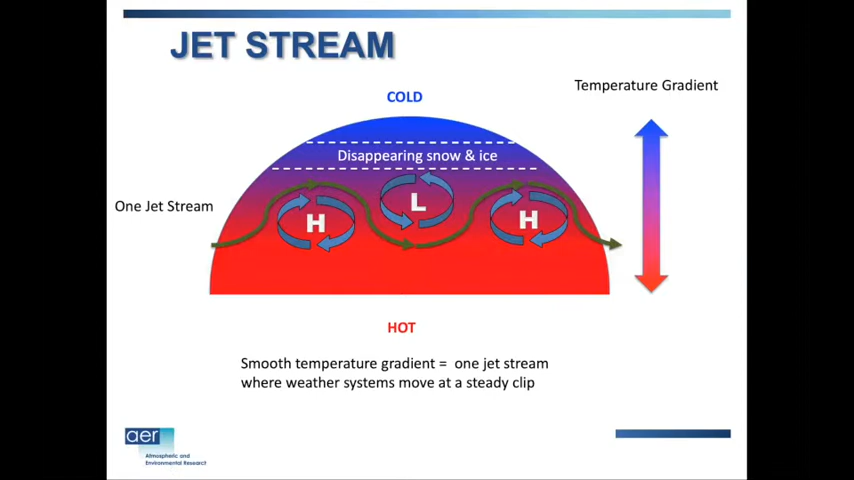 JET STREAM
Temperature Gradient
COLD
Disappearing snow & ice
One Jet Stream
H
L
H
HOT
Smooth temperature gradient = one jet stream
where weather systems move at a steady clip
aer
Atmospheric and
Environmental Research